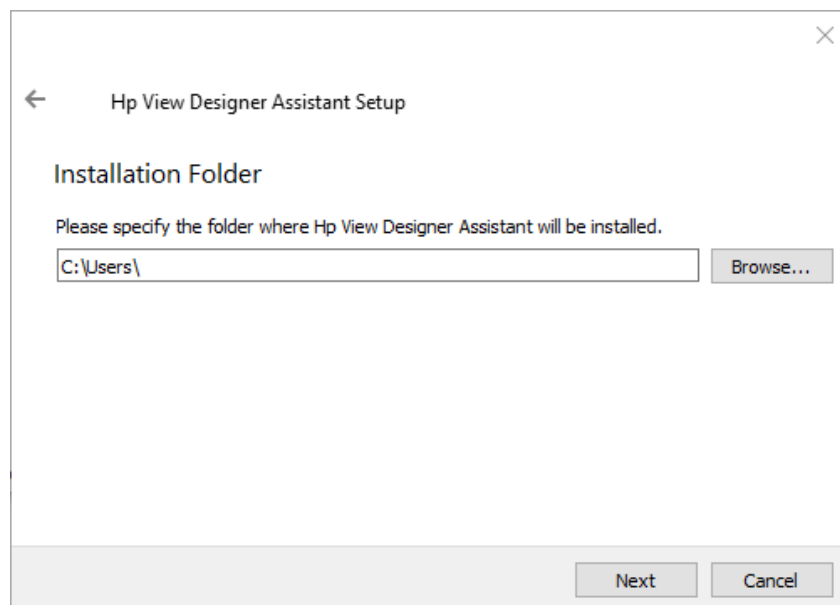 Hp View Designer Assistant Setup
Installation Folder
Please specify the folder where Hp View Designer Assistant will be installed.
C:\Users\ Browse...
Next Cancel